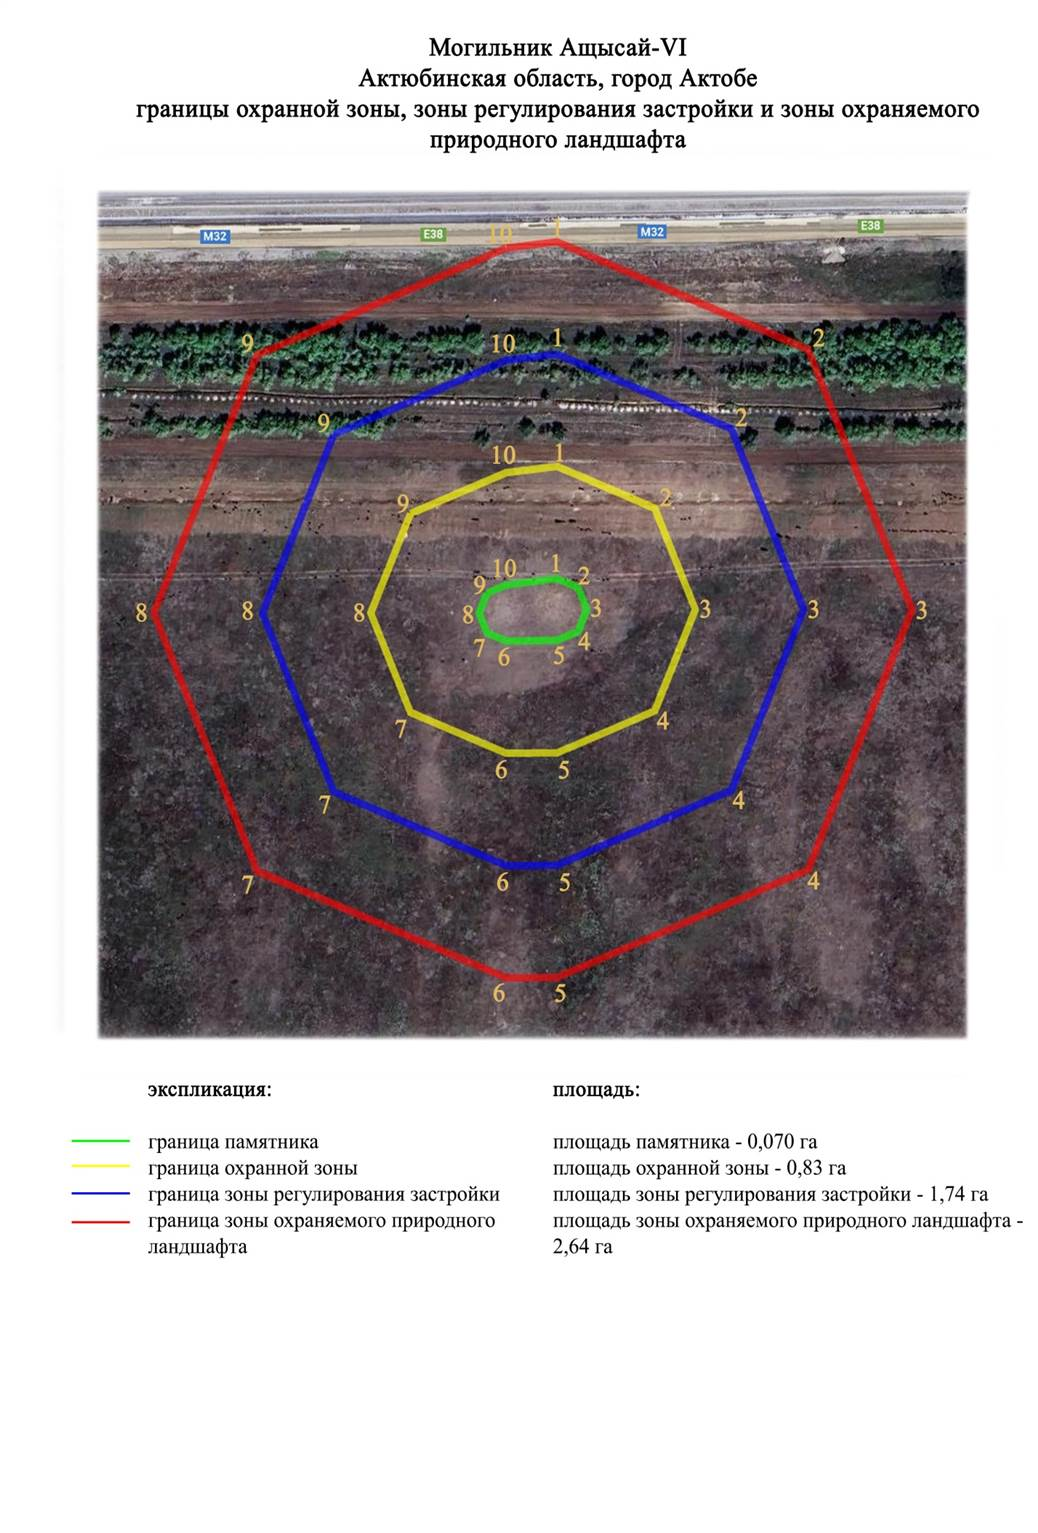 Могильник Ащысай-VI
Актюбинская область, город Актобе
границы охранной зоны, зоны регулирования застройки и зоны охраняемого
природного ландшафта
M32
E38
M32
E38
10
1
9
2
10
1
9
2
10
1
9
2
10
1
2
9
8
8
8
8
3
3
3
3
7
4
6
5
7
4
6
5
7
4
6
5
7
4
6
5
экспликация:
площадь:
граница памятника
площадь памятника - 0,070 га
граница охранной зоны
площадь охранной зоны - 0,83 га
граница зоны регулирования застройки
площадь зоны регулирования застройки - 1,74 га
граница зоны охраняемого природного
ландшафта
площадь зоны охраняемого природного ландшафта -
2,64 га